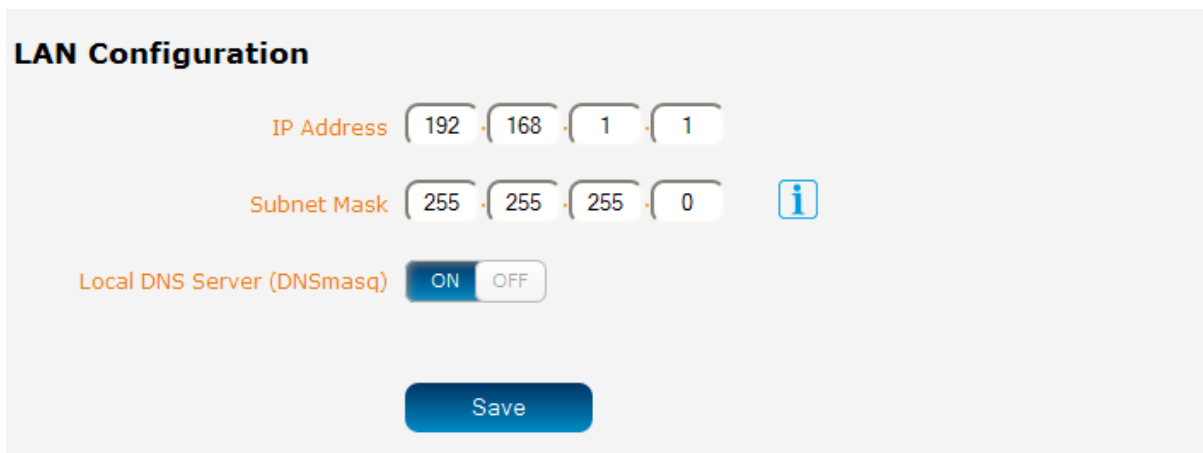 LAN Configuration
IP Address 192 . 168 . 1 . 1
Subnet Mask 255 . 255 . 255 . 0 i
Local DNS Server (DNSmasq) ON OFF
Save